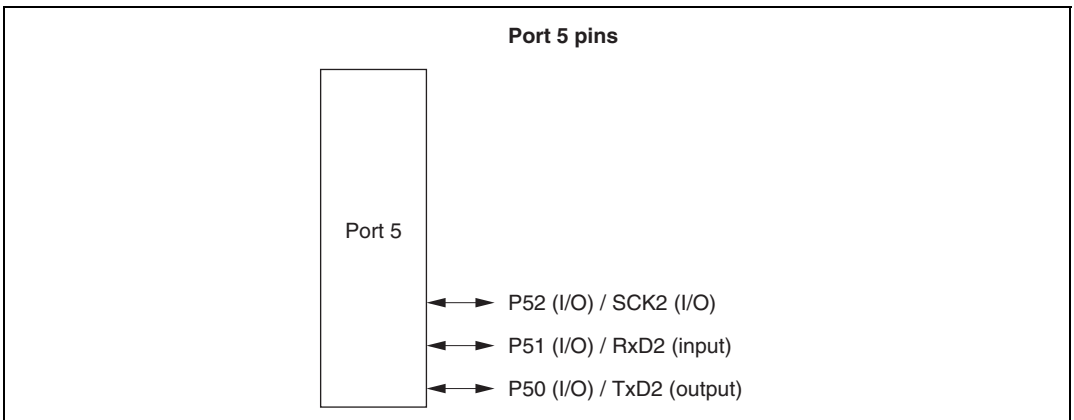 Port 5 pins
Port 5
P52 (I/O) / SCK2 (I/O)
P51 (I/O) / RxD2 (input)
P50 (I/O) / TxD2 (output)